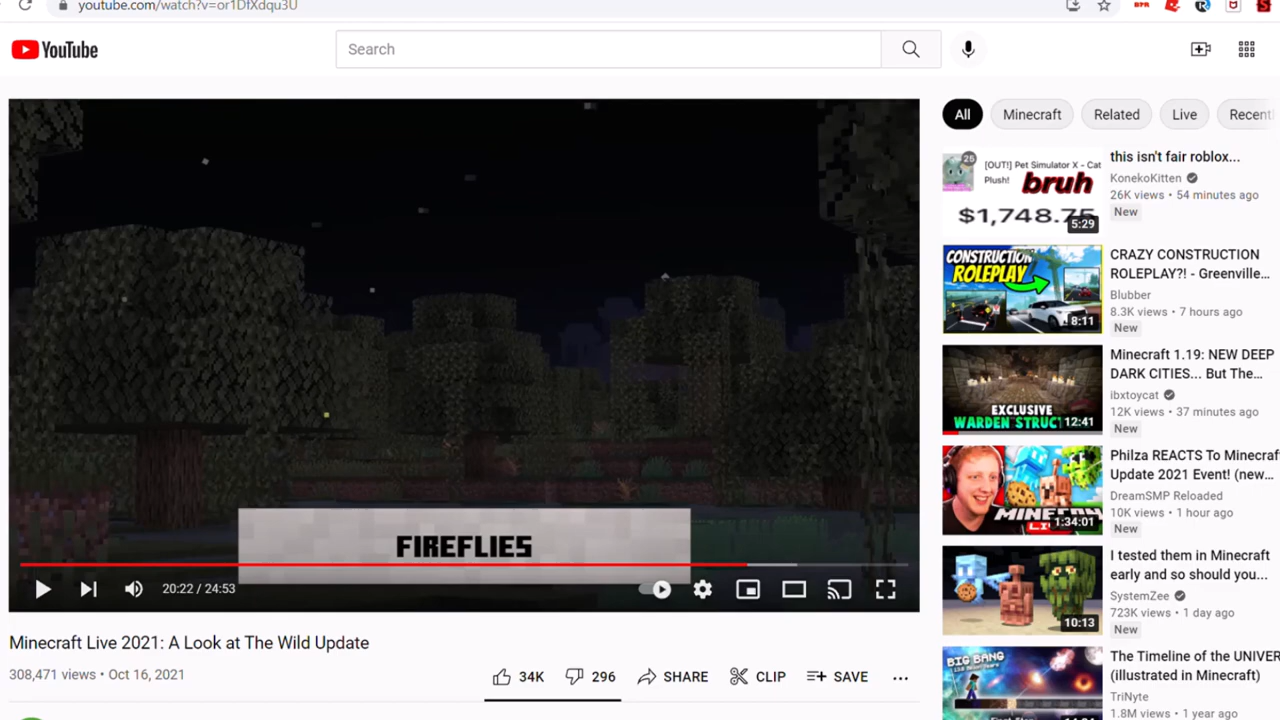 youtube.com/watch?v=or1DfXdqu3U
YouTube
Search
FIREFLIES
20:22 / 24:53
Minecraft Live 2021: A Look at The Wild Update
308,471 views • Oct 16, 2021
34K
296
SHARE
CLIP
SAVE
All
Minecraft
Related
Live
Recent
25
[OUT!] Pet Simulator X - Cat
Plush!
bruh
$1,748.75
5:29
this isn't fair roblox...
KonekoKitten
26K views • 54 minutes ago
New
CONSTRUCTION
ROLEPLAY
8:11
CRAZY CONSTRUCTION
ROLEPLAY?! - Greenville...
Blubber
8.3K views • 7 hours ago
New
EXCLUSIVE
WARDEN STRUCT
12:41
Minecraft 1.19: NEW DEEP
DARK CITIES... But The...
ibxtoycat
12K views • 37 minutes ago
New
MINECON
LIVE
1:34:01
Philza REACTS To Minecraf
Update 2021 Event! (new...
DreamSMP Reloaded
10K views • 1 hour ago
New
10:13
I tested them in Minecraft
early and so should you...
SystemZee
723K views • 1 day ago
New
BIG BANG
The Timeline of the UNIVER
(illustrated in Minecraft)
TriNyte
1.8M views • 1 year ago